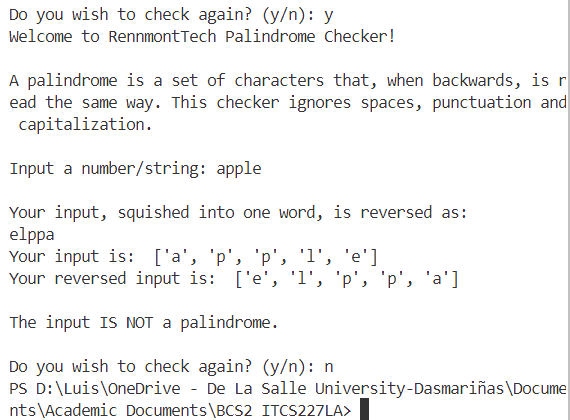 Do you wish to check again? (y/n): y
Welcome to RennmontTech Palindrome Checker!
A palindrome is a set of characters that, when backwards, is r
ead the same way. This checker ignores spaces, punctuation and
 capitalization.
Input a number/string: apple
Your input, squished into one word, is reversed as:
elppa
Your input is:  ['a', 'p', 'p', 'l', 'e']
Your reversed input is:  ['e', 'l', 'p', 'p', 'a']
The input IS NOT a palindrome.
Do you wish to check again? (y/n): n
PS D:\Luis\OneDrive - De La Salle University-Dasmariñas\Docume
nts\Academic Documents\BCS2 ITCS227LA>